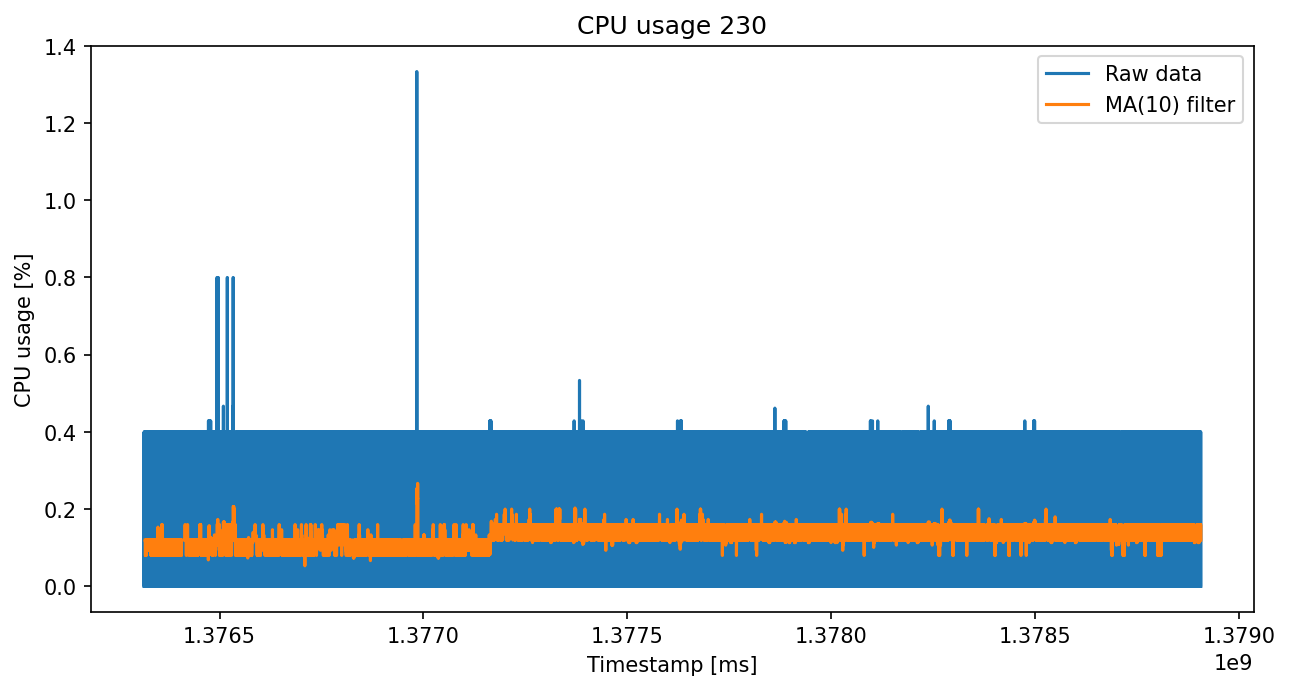 CPU usage 230
Raw data
MA(10) filter
CPU usage [%]
1.4
1.2
1.0
0.8
0.6
0.4
0.2
0.0
1.3765 1.3770 1.3775 1.3780 1.3785 1.3790
1e9
Timestamp [ms]